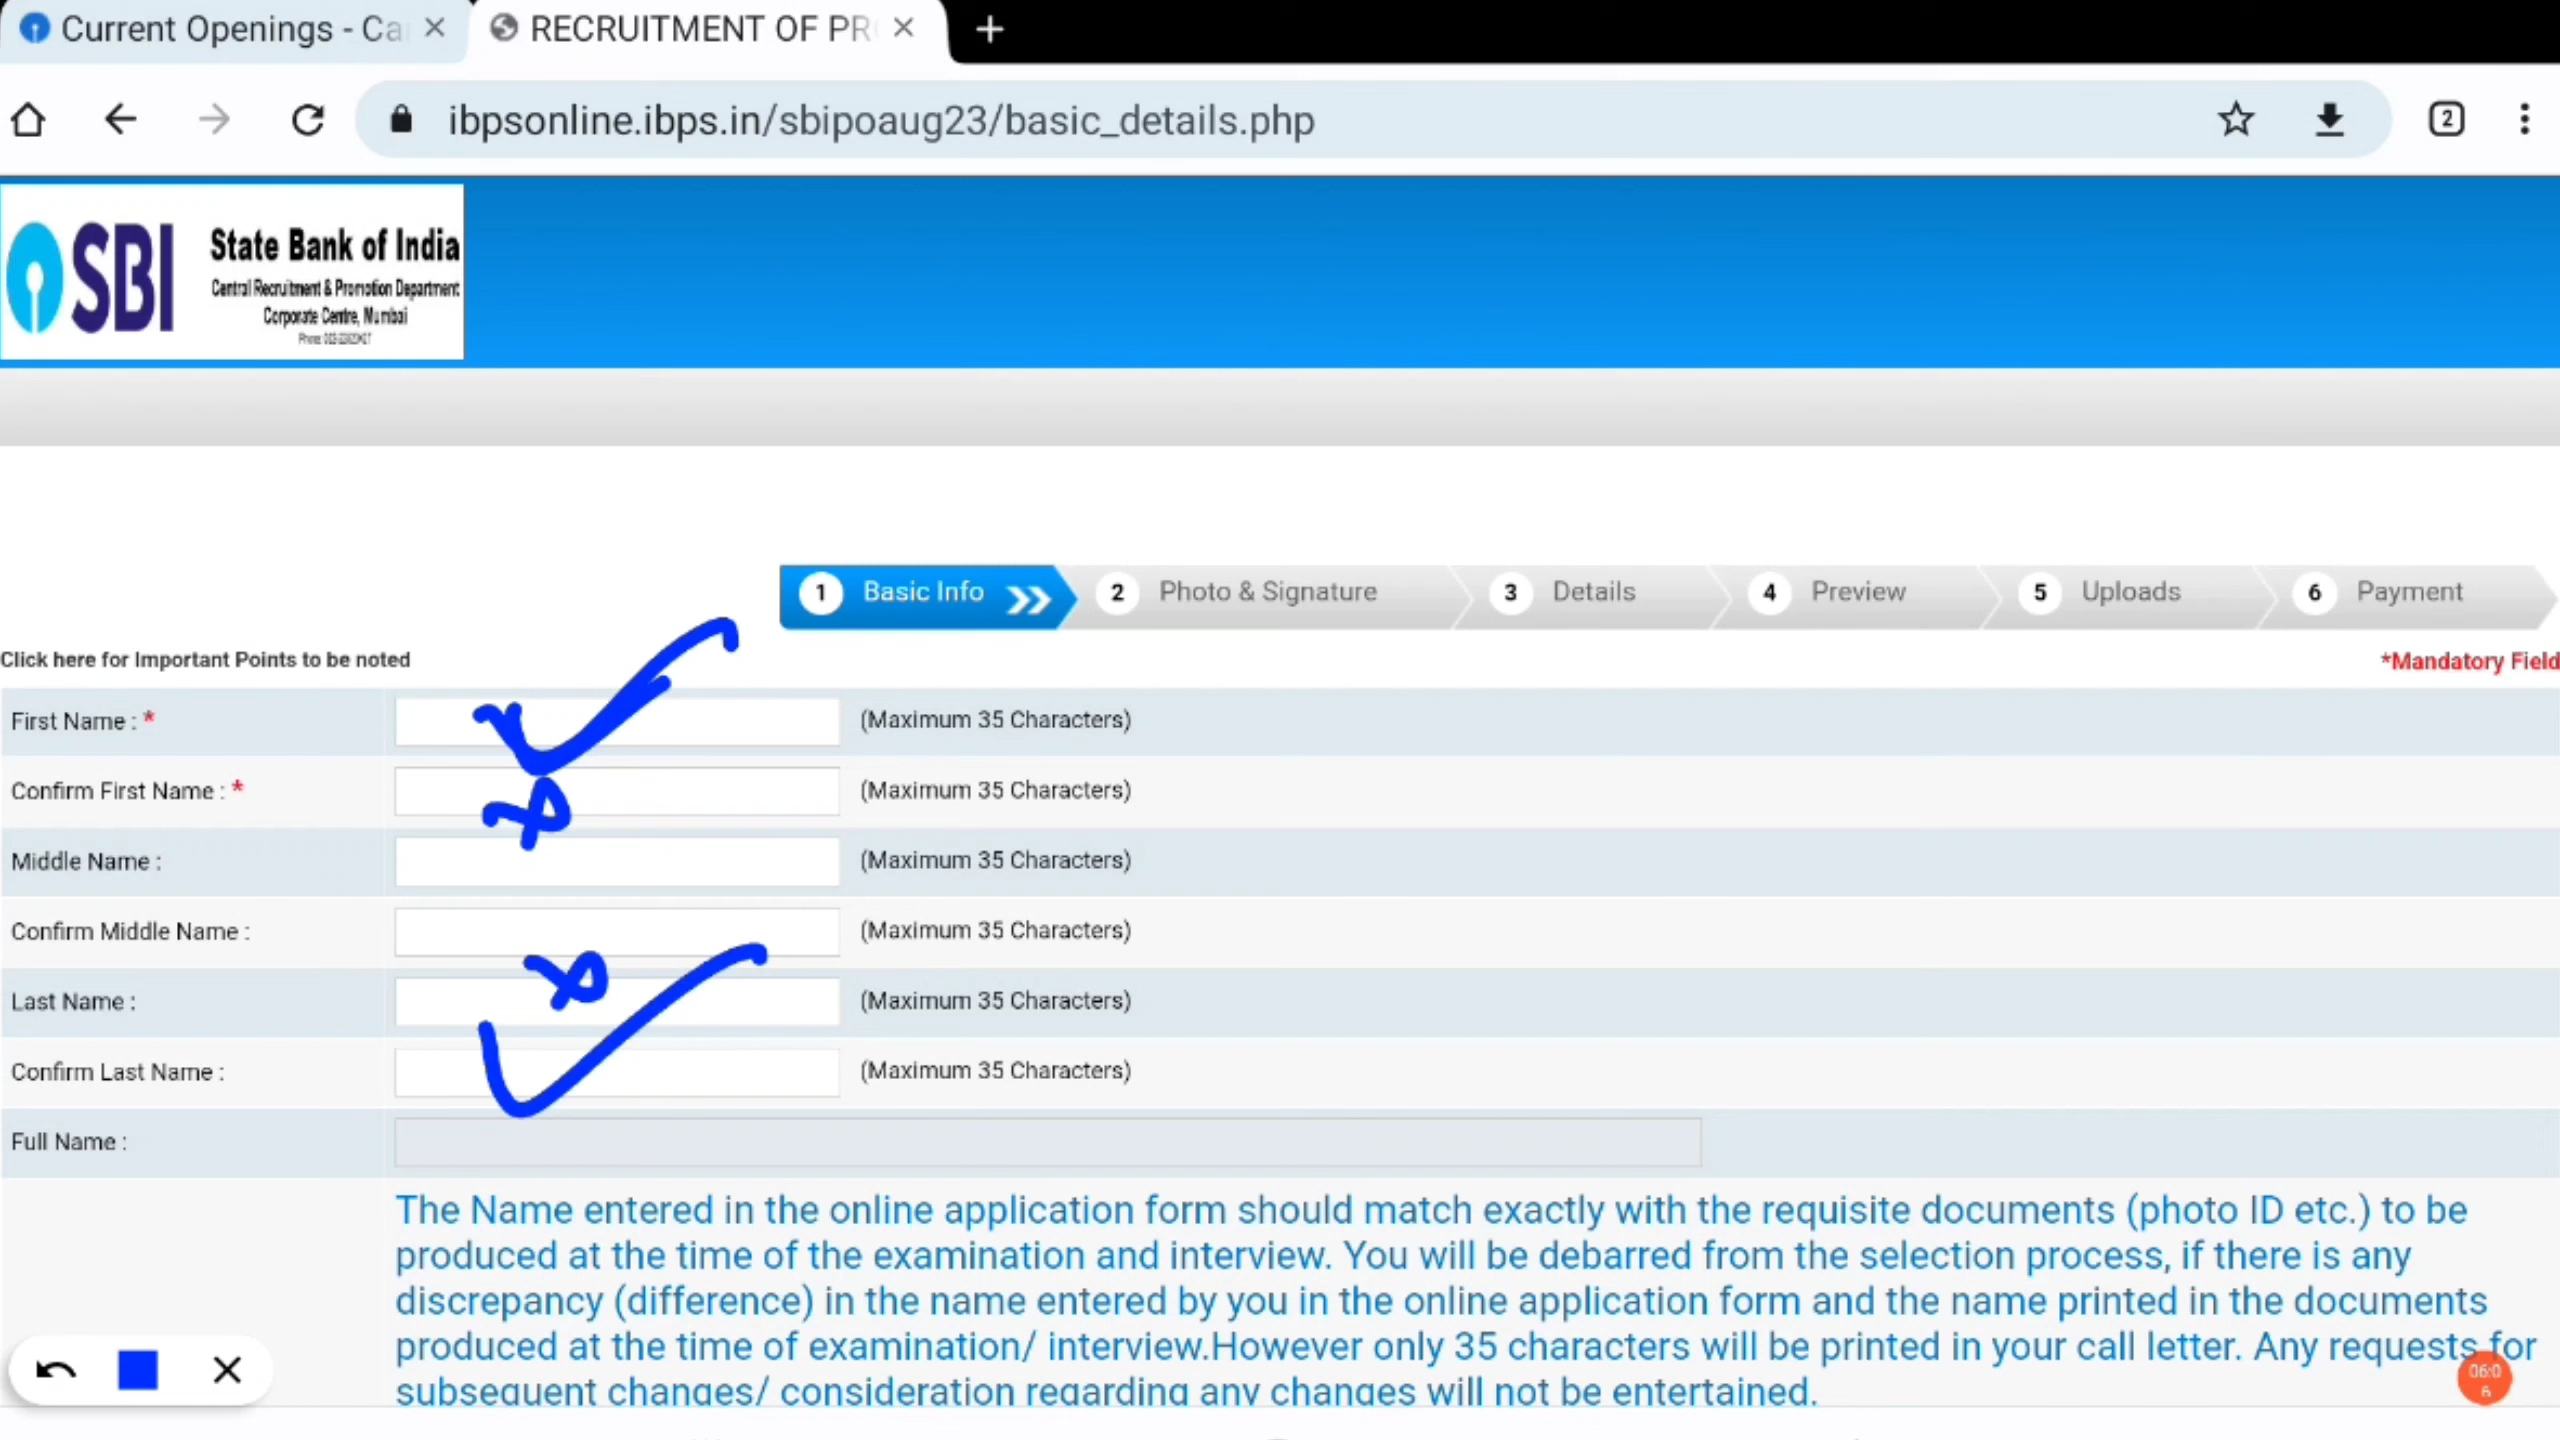 Current Openings - Ca
RECRUITMENT OF PR
ibpsonline.ibps.in/sbipoaug23/basic_details.php
2
SBI
State Bank of India
Central Recruitment & Promotion Department
Corporate Centre, Mumbai
1 Basic Info
2 Photo & Signature
3 Details
4 Preview
5 Uploads
6 Payment
Click here for Important Points to be noted
*Mandatory Field
First Name : *
(Maximum 35 Characters)
Confirm First Name : *
(Maximum 35 Characters)
Middle Name :
(Maximum 35 Characters)
Confirm Middle Name :
(Maximum 35 Characters)
Last Name :
(Maximum 35 Characters)
Confirm Last Name :
(Maximum 35 Characters)
Full Name :
The Name entered in the online application form should match exactly with the requisite documents (photo ID etc.) to be
produced at the time of the examination and interview. You will be debarred from the selection process, if there is any
discrepancy (difference) in the name entered by you in the online application form and the name printed in the documents
produced at the time of examination/ interview.However only 35 characters will be printed in your call letter. Any requests for
subsequent changes/ consideration regarding any changes will not be entertained.
06:0
6